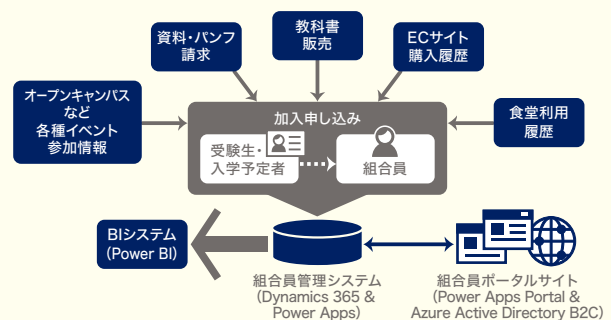 資料・パンフ
請求
教科書
販売
ECサイト
購入履歴
オープンキャンパス
など
各種イベント
参加情報
加入申し込み
食堂利用
履歴
受験生・
入学予定者
組合員
BIシステム
（Power BI）
組合員管理システム
（Dynamics 365 &
Power Apps）
組合員ポータルサイト
（Power Apps Portal &
Azure Active Directory B2C）